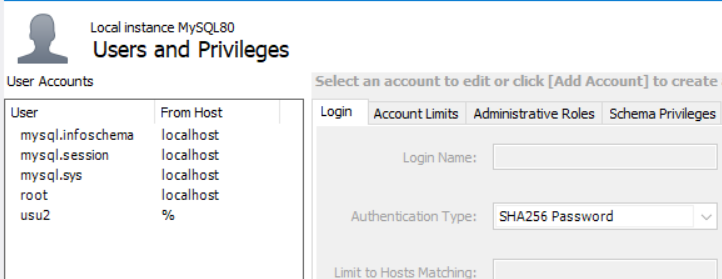 Local instance MySQL80
Users and Privileges
User Accounts
Select an account to edit or click [Add Account] to create
User From Host
mysql.infoschema localhost
mysql.session localhost
mysql.sys localhost
root localhost
usu2 %
Login Account Limits Administrative Roles Schema Privileges
Login Name:
Authentication Type: SHA256 Password
Limit to Hosts Matching: